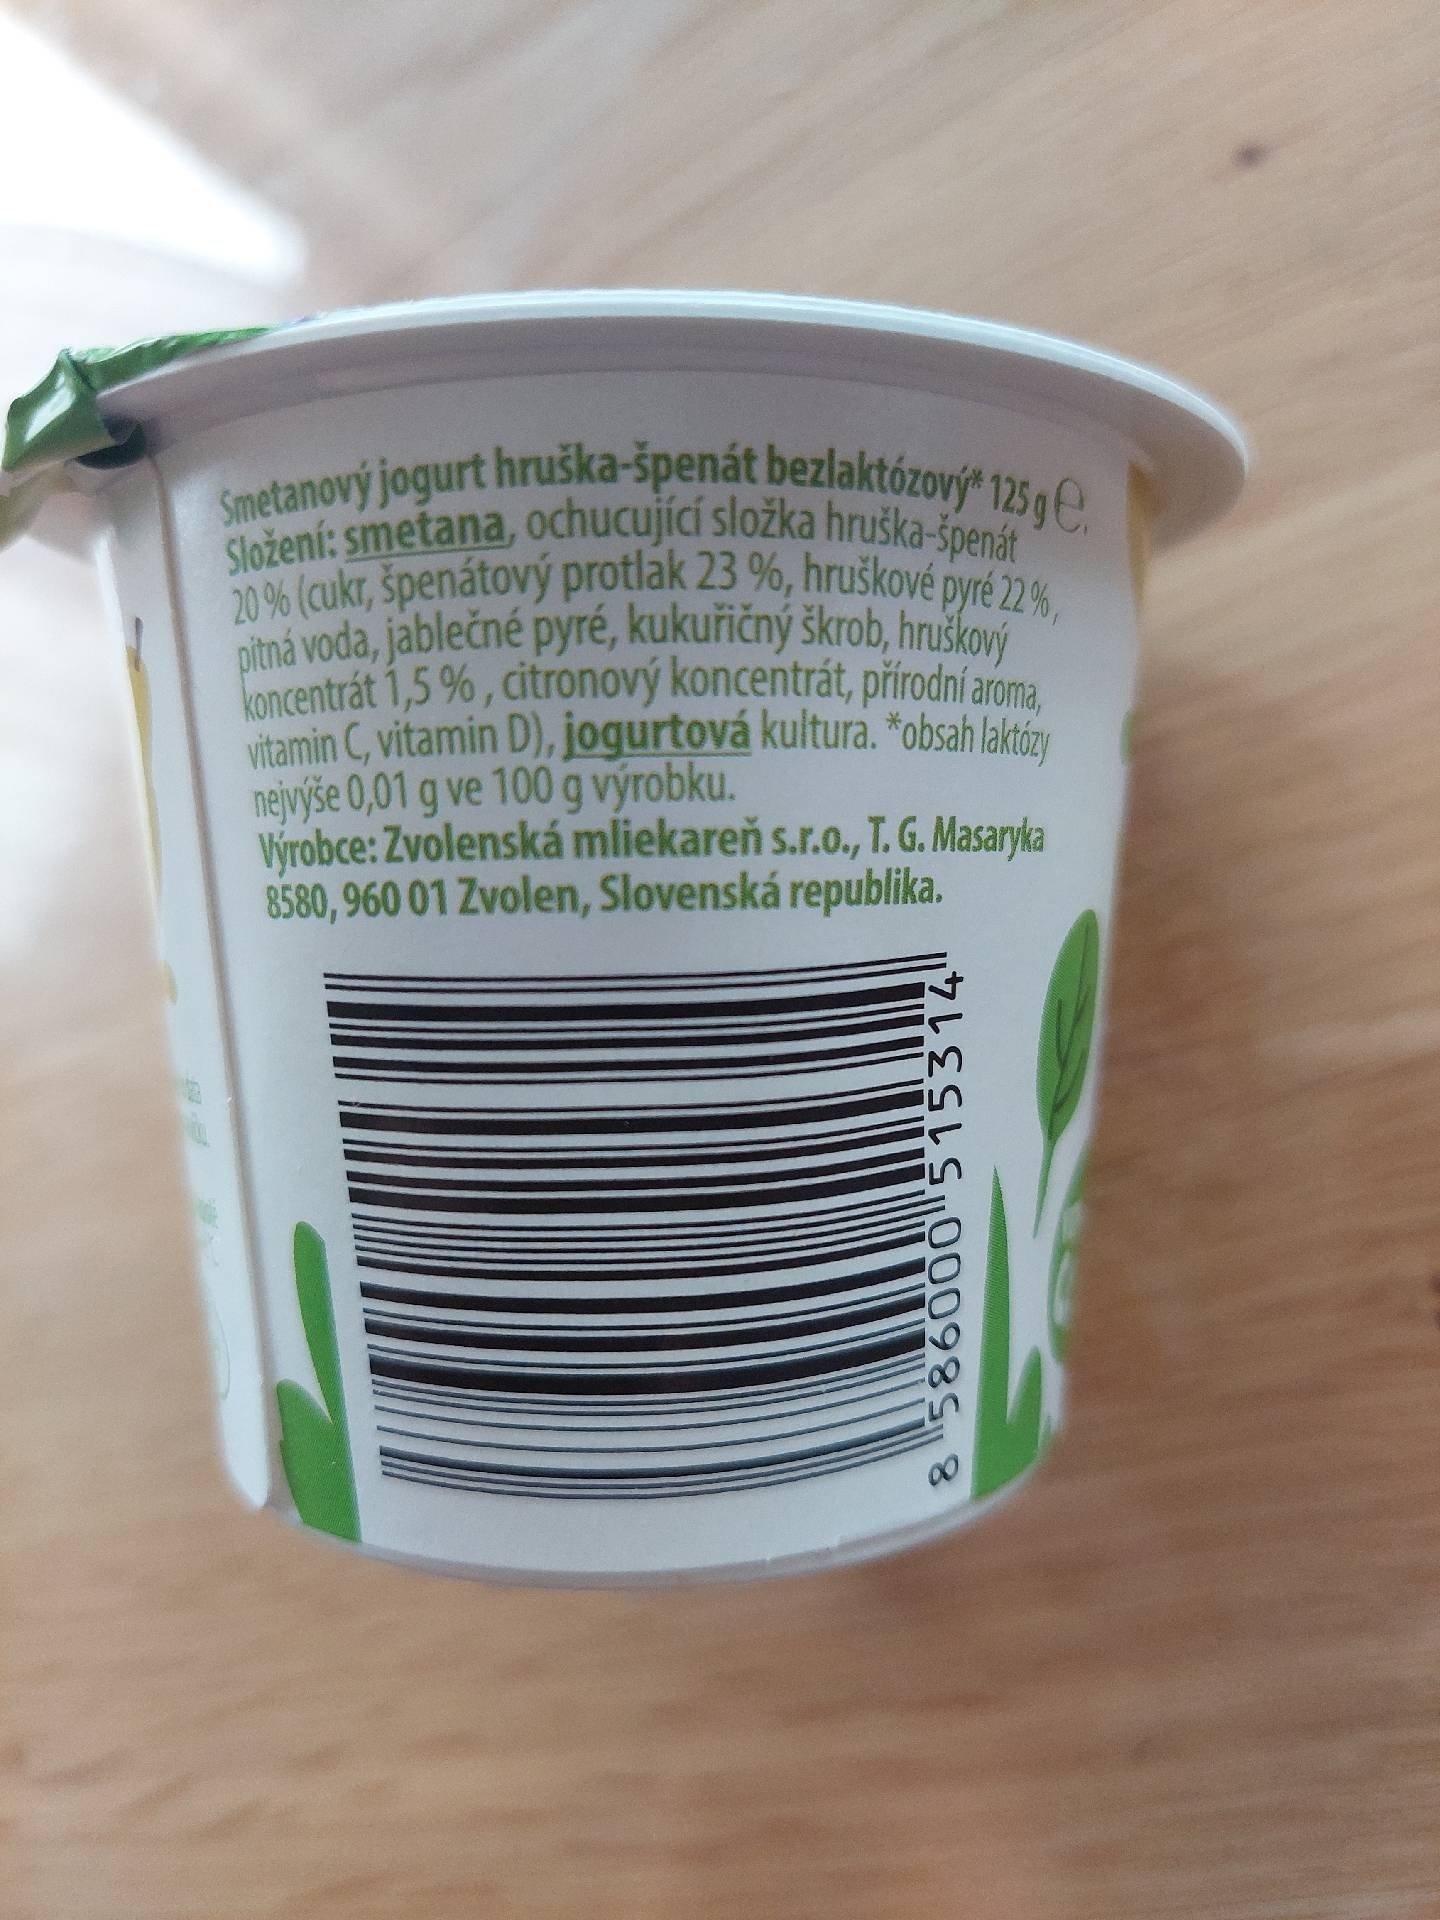 Smetanový jogurt hruška-špenát bezlaktózový* 125 g ℮.
Složení: smetana, ochucující složka hruška-špenát
20 % (cukr, špenátový protlak 23 %, hruškové pyré 22 %,
pitná voda, jablečné pyré, kukuřičný škrob, hruškový
koncentrát 1,5 % , citronový koncentrát, přírodní aroma,
vitamin C, vitamin D), jogurtová kultura. *obsah laktózy
nejvýše 0,01 g ve 100 g výrobku.
Výrobce: Zvolenská mliekareň s.r.o., T. G. Masaryka
8580, 960 01 Zvolen, Slovenská republika.
8 586000 515314